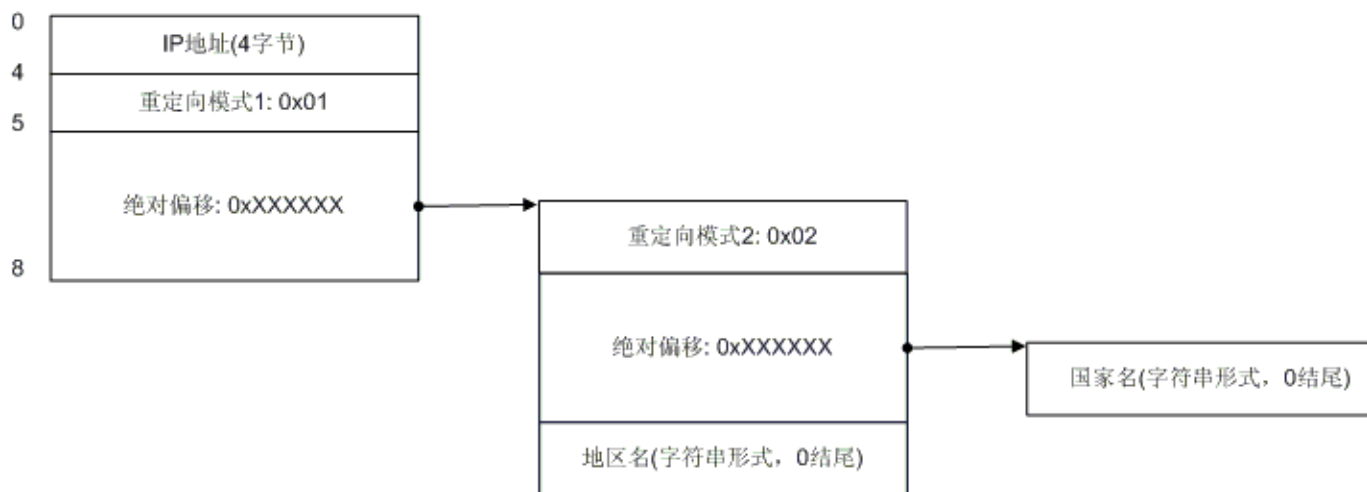 0
IP地址(4字节)
4
重定向模式1: 0x01
5
绝对偏移: 0xXXXXXX
8
重定向模式2: 0x02
绝对偏移: 0xXXXXXX
国家名(字符串形式，0结尾)
地区名(字符串形式，0结尾)